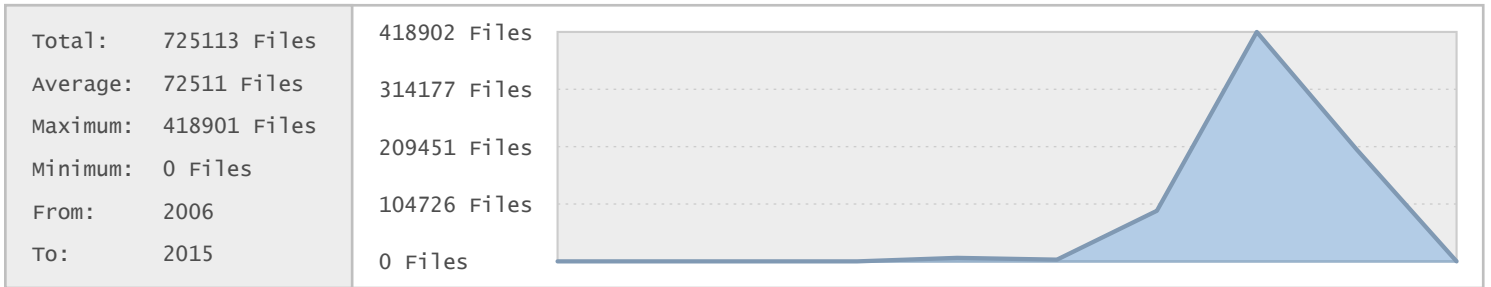 Total: 725113 Files
Average: 72511 Files
Maximum: 418901 Files
Minimum: 0 Files
From: 2006
To: 2015
418902 Files
314177 Files
209451 Files
104726 Files
0 Files